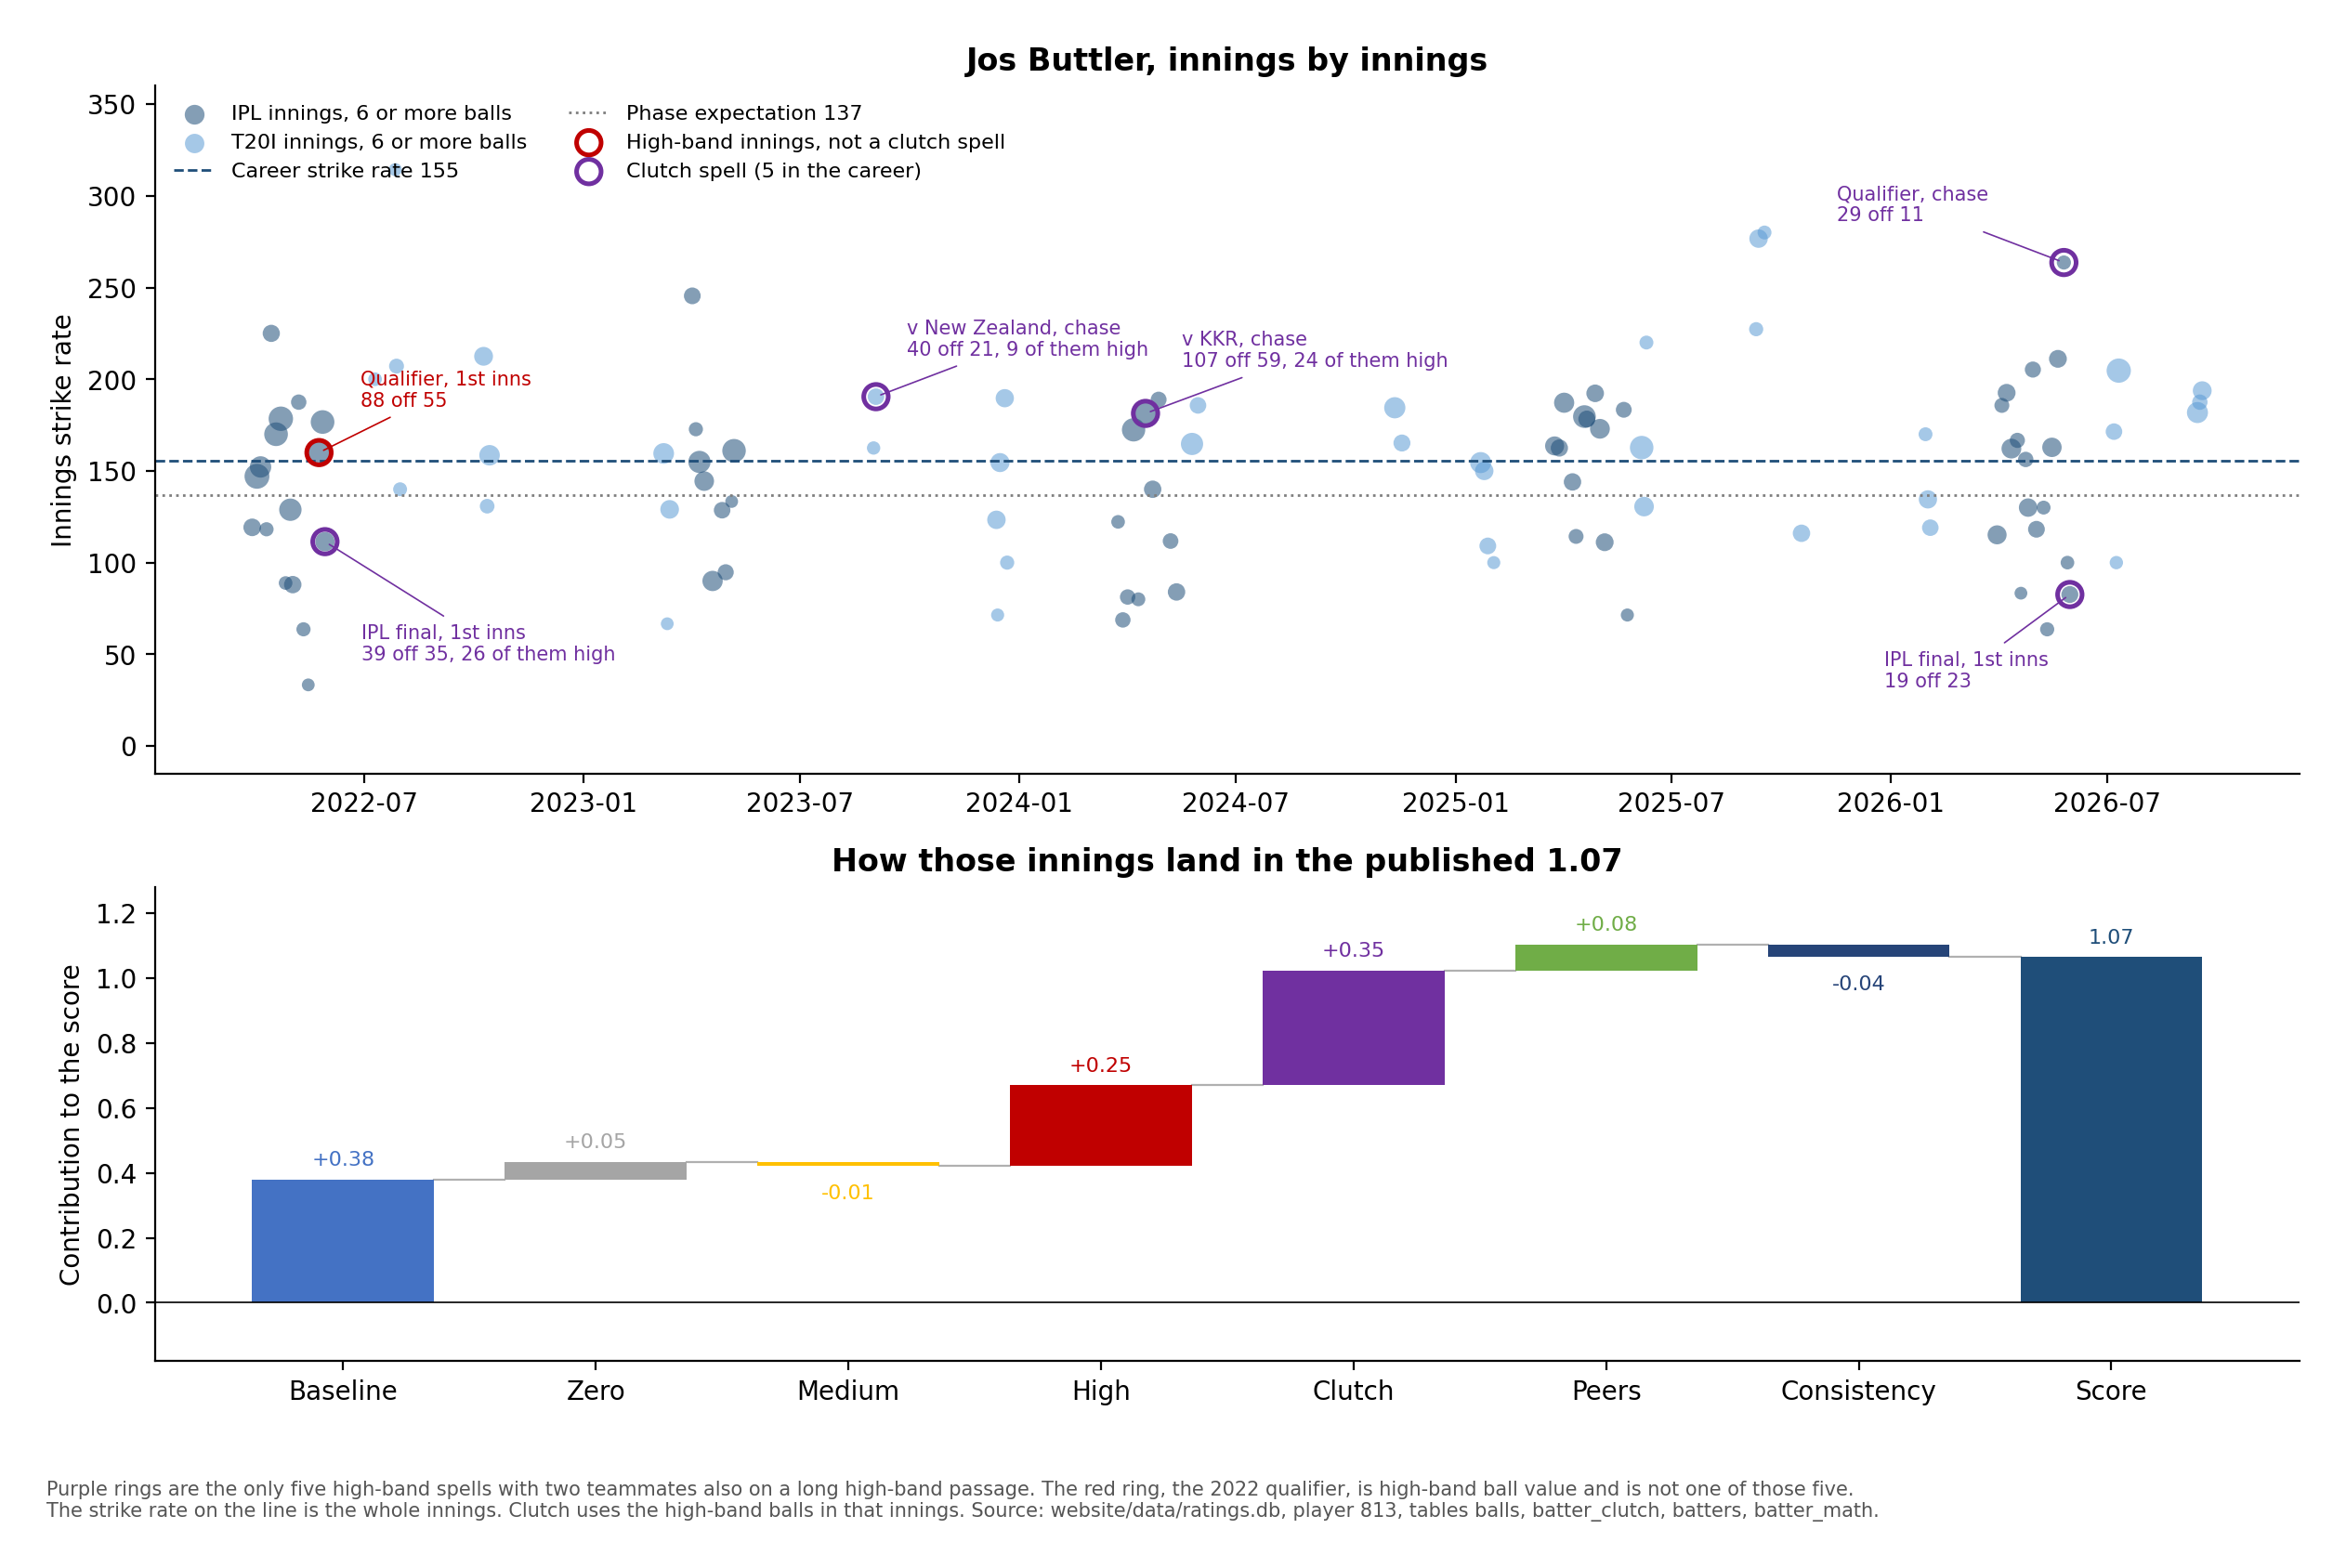 Jos Buttler, innings by innings
350
300
250
200
150
100
50
0
Innings strike rate
IPL innings, 6 or more balls
T20I innings, 6 or more balls
Career strike rate 155
Phase expectation 137
High-band innings, not a clutch spell
Clutch spell (5 in the career)
Qualifier, chase
29 off 11
v New Zealand, chase
40 off 21, 9 of them high
v KKR, chase
107 off 59, 24 of them high
Qualifier, 1st inns
88 off 55
IPL final, 1st inns
39 off 35, 26 of them high
IPL final, 1st inns
19 off 23
2022-07
2023-01
2023-07
2024-01
2024-07
2025-01
2025-07
2026-01
2026-07
How those innings land in the published 1.07
1.2
1.0
0.8
0.6
0.4
0.2
0.0
Contribution to the score
+0.38
+0.05
-0.01
+0.25
+0.35
+0.08
-0.04
1.07
Baseline
Zero
Medium
High
Clutch
Peers
Consistency
Score
Purple rings are the only five high-band spells with two teammates also on a long high-band passage. The red ring, the 2022 qualifier, is high-band ball value and is not one of those five.
The strike rate on the line is the whole innings. Clutch uses the high-band balls in that innings. Source: website/data/ratings.db, player 813, tables balls, batter_clutch, batters, batter_math.